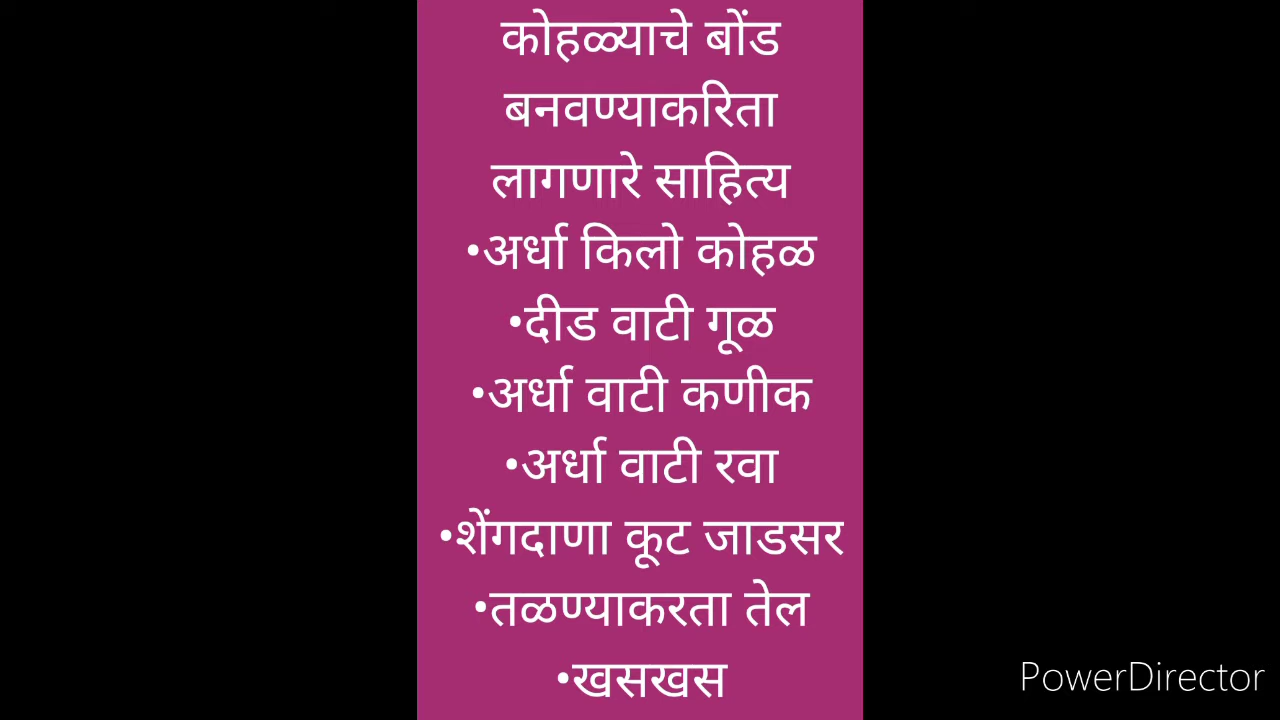 कोहळ्याचे बोंड
बनवण्याकरिता
लागणारे साहित्य
•अर्धा किलो कोहळ
•दीड वाटी गूळ
•अर्धा वाटी कणीक
•अर्धा वाटी रवा
•शेंगदाणा कूट जाडसर
•तळण्याकरता तेल
•खसखस
PowerDirector